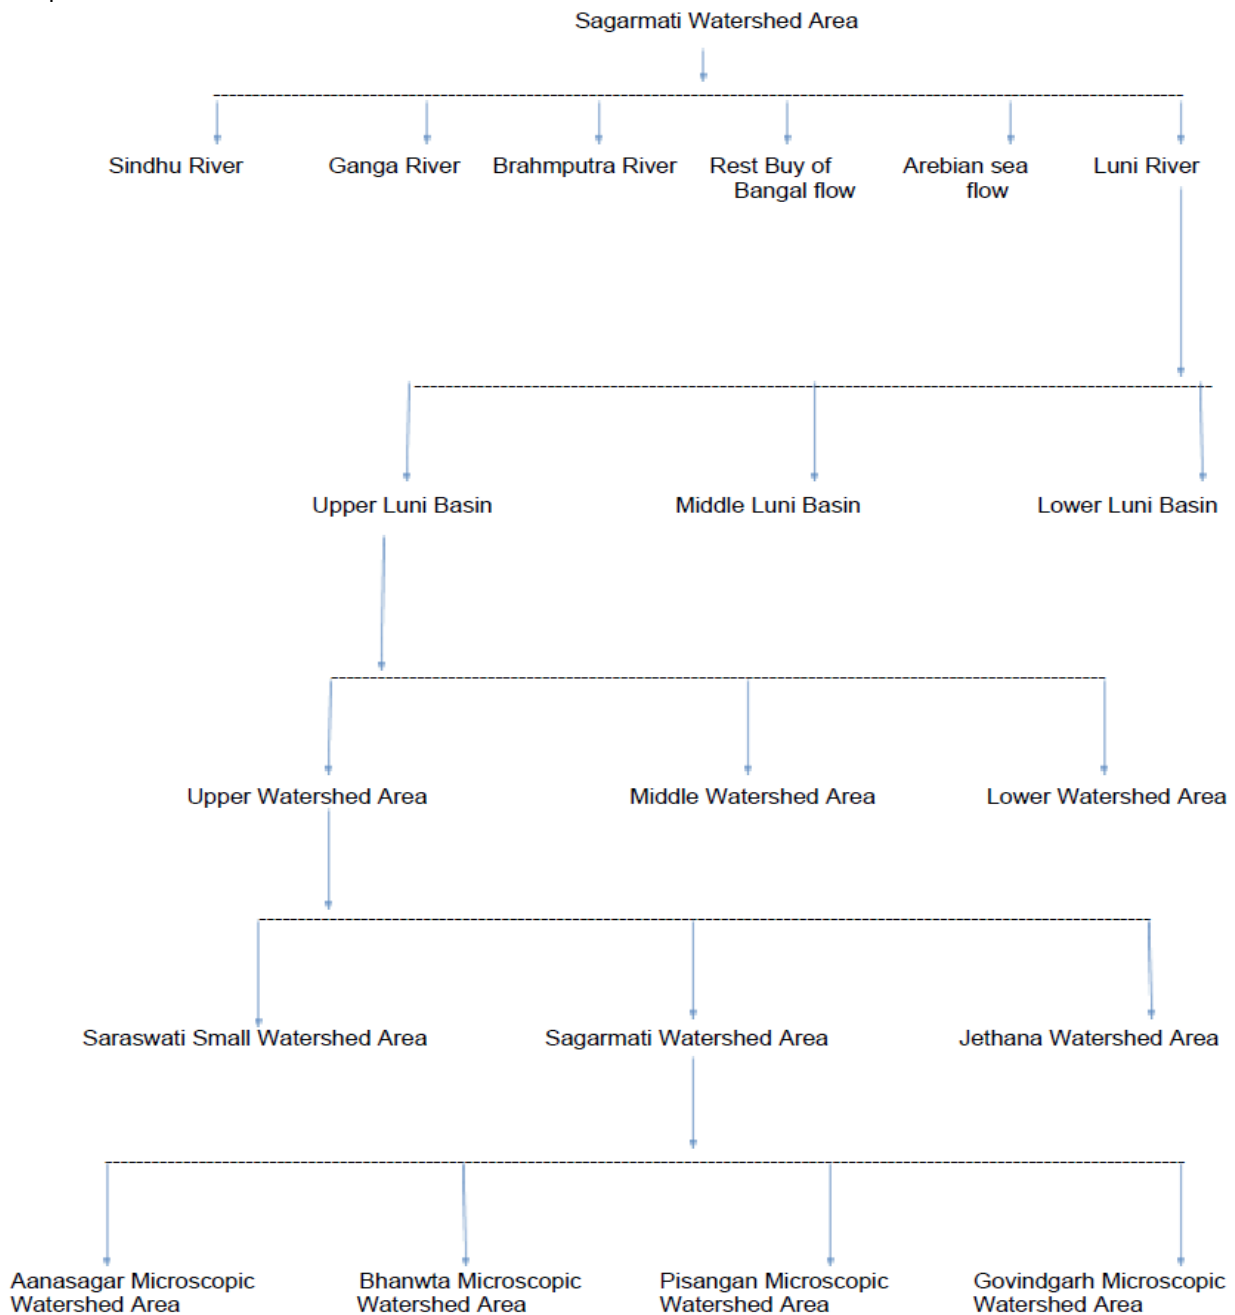 Sagarmati Watershed Area
Sindhu River
Ganga River
Brahmputra River
Rest Buy of
Bangal flow
Arebian sea
flow
Luni River
Upper Luni Basin
Middle Luni Basin
Lower Luni Basin
Upper Watershed Area
Middle Watershed Area
Lower Watershed Area
Saraswati Small Watershed Area
Sagarmati Watershed Area
Jethana Watershed Area
Aanasagar Microscopic
Watershed Area
Bhanwta Microscopic
Watershed Area
Pisangan Microscopic
Watershed Area
Govindgarh Microscopic
Watershed Area